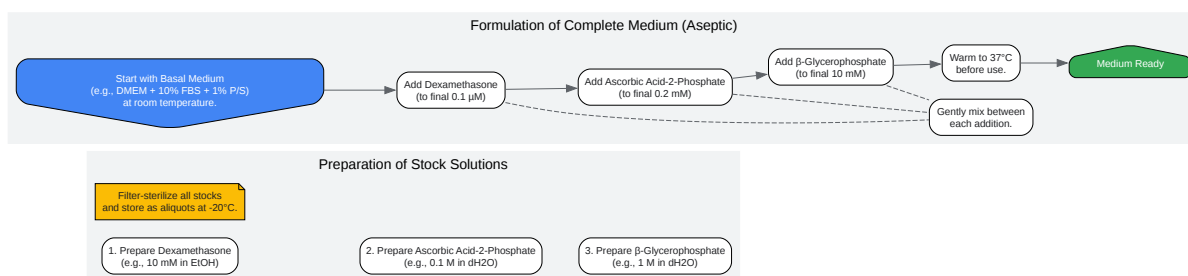 Formulation of Complete Medium (Aseptic)
Start with Basal Medium
(e.g., DMEM + 10% FBS + 1% P/S)
at room temperature.
Add Dexamethasone
(to final 0.1 µM)
Add Ascorbic Acid-2-Phosphate
(to final 0.2 mM)
Add β-Glycerophosphate
(to final 10 mM)
Warm to 37°C
before use.
Medium Ready
Gently mix between
each addition.
Preparation of Stock Solutions
Filter-sterilize all stocks
and store as aliquots at -20°C.
1. Prepare Dexamethasone
(e.g., 10 mM in EtOH)
2. Prepare Ascorbic Acid-2-Phosphate
(e.g., 0.1 M in dH2O)
3. Prepare β-Glycerophosphate
(e.g., 1 M in dH2O)